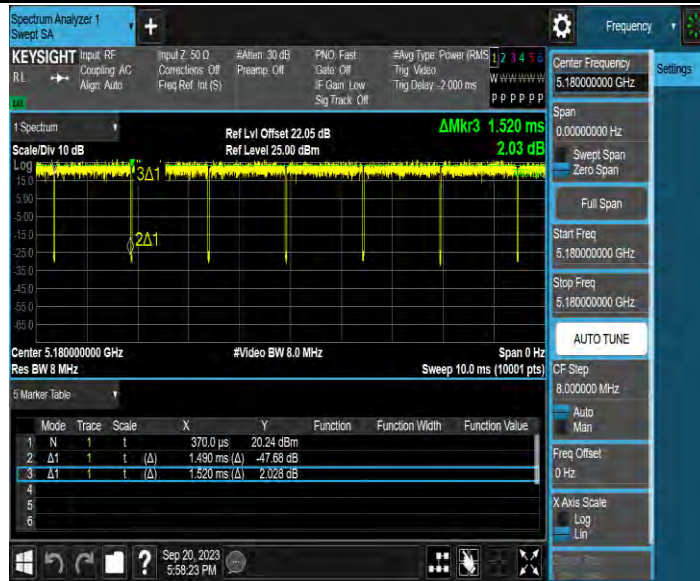 Spectrum Analyzer 1
Swept SA
+
Frequency
KEYSIGHT Input: RF Input Z: 50 Ω #Atten: 30 dB PNO: Fast #Avg Type: Power (RMS 1 2 3 4 5 6
RL Coupling: AC Corrections: Off Preamp: Off Gate: Off Trig: Video
Align: Auto Freq Ref: Int (S) IF Gain: Low Trig Delay: -2.000 ms
Sig Track: Off P P P P P P
1 Spectrum
Ref Lvl Offset 22.05 dB ΔMkr3 1.520 ms
Scale/Div 10 dB Ref Level 25.00 dBm 2.03 dB
Log
15.0
5.00
-5.00
-15.0
-25.0
-35.0
-45.0
-55.0
-65.0
3Δ1
2Δ1
Center 5.180000000 GHz #Video BW 8.0 MHz Span 0 Hz
Res BW 8 MHz Sweep 10.0 ms (10001 pts)
5 Marker Table
Mode Trace Scale X Y Function Function Width Function Value
1 N 1 t 370.0 µs 20.24 dBm
2 Δ1 1 t (Δ) 1.490 ms (Δ) -47.68 dB
3 Δ1 1 t (Δ) 1.520 ms (Δ) 2.028 dB
4
5
6
Sep 20, 2023
5:58:23 PM
?
Center Frequency
5.180000000 GHz
Settings
Span
0.00000000 Hz
Swept Span
Zero Span
Full Span
Start Freq
5.180000000 GHz
Stop Freq
5.180000000 GHz
AUTO TUNE
CF Step
8.000000 MHz
Auto
Man
Freq Offset
0 Hz
X Axis Scale
Log
Lin